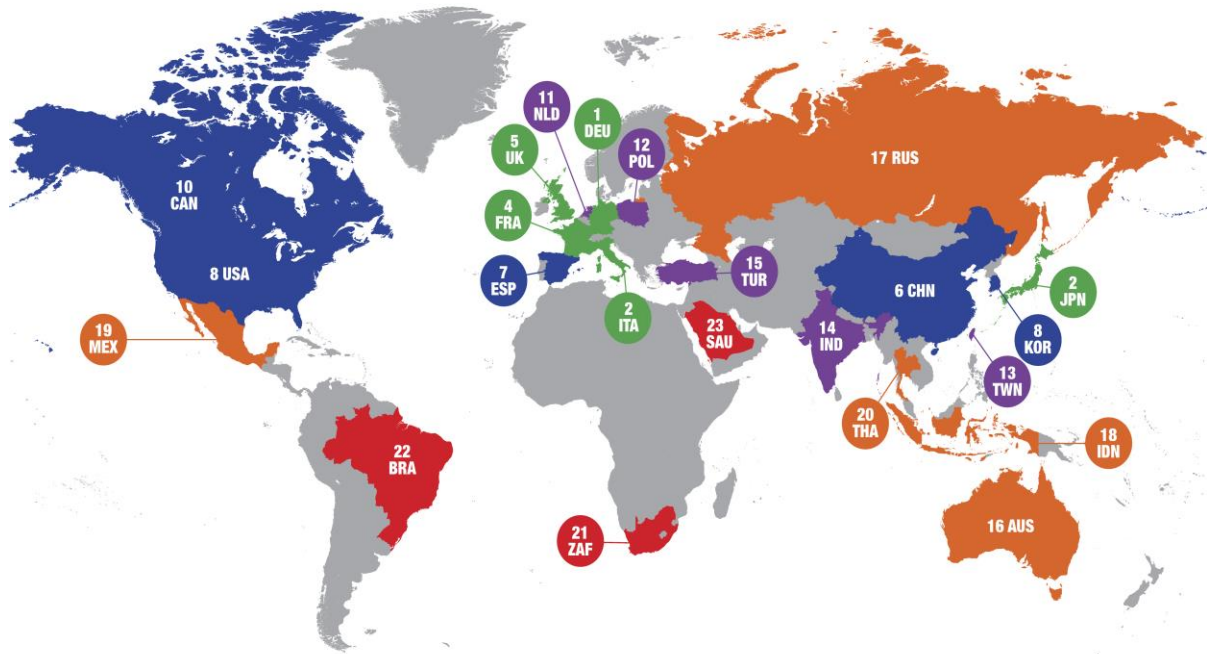 11
NLD
1
DEU
5
UK
12
POL
17 RUS
10
CAN
4
FRA
8 USA
7
ESP
15
TUR
6 CHN
2
JPN
2
ITA
19
MEX
23
SAU
14
IND
8
KOR
13
TWN
20
THA
18
IDN
22
BRA
16 AUS
21
ZAF